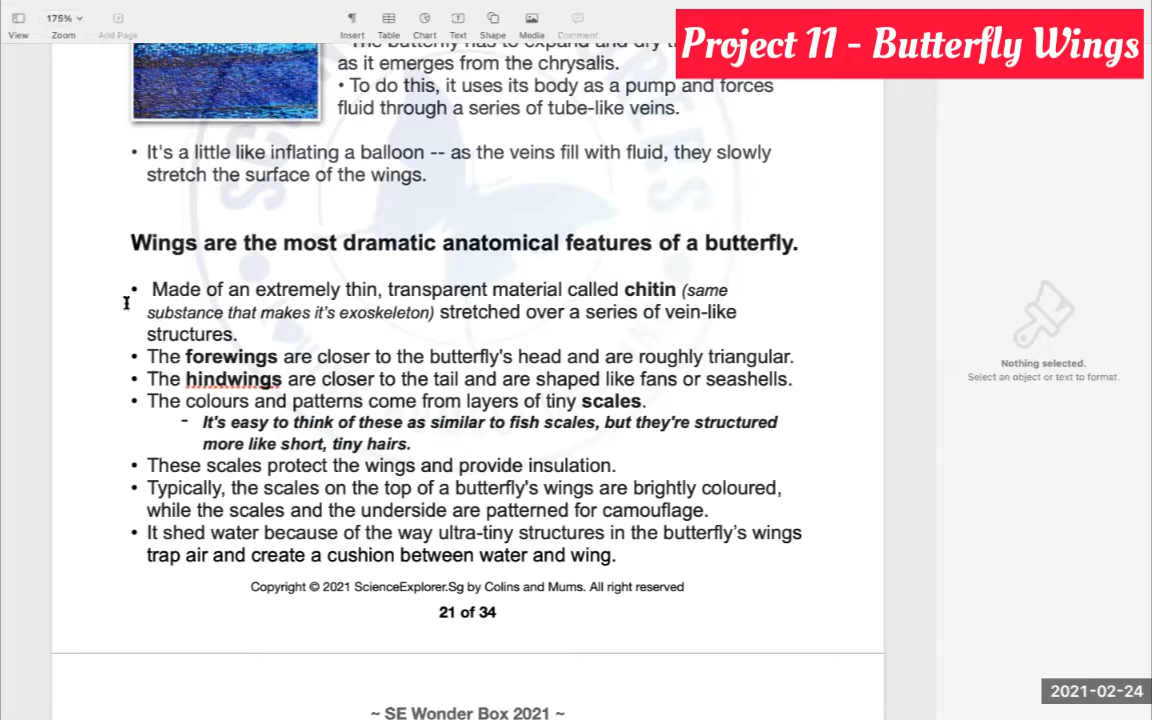 175%
View
Zoom
Add Page
Insert
Table
Chart
Text
Shape
Media
Comment
Project 11 - Butterfly Wings
• The butterfly has to expand and dry
as it emerges from the chrysalis.
• To do this, it uses its body as a pump and forces
fluid through a series of tube-like veins.
• It's a little like inflating a balloon -- as the veins fill with fluid, they slowly
stretch the surface of the wings.
Wings are the most dramatic anatomical features of a butterfly.
• Made of an extremely thin, transparent material called chitin (same
substance that makes it's exoskeleton) stretched over a series of vein-like
structures.
• The forewings are closer to the butterfly's head and are roughly triangular.
• The hindwings are closer to the tail and are shaped like fans or seashells.
• The colours and patterns come from layers of tiny scales.
- It's easy to think of these as similar to fish scales, but they're structured
more like short, tiny hairs.
• These scales protect the wings and provide insulation.
• Typically, the scales on the top of a butterfly's wings are brightly coloured,
while the scales and the underside are patterned for camouflage.
• It shed water because of the way ultra-tiny structures in the butterfly's wings
trap air and create a cushion between water and wing.
Copyright © 2021 ScienceExplorer.Sg by Colins and Mums. All right reserved
21 of 34
~ SE Wonder Box 2021 ~
Nothing selected.
Select an object or text to format.
2021-02-24